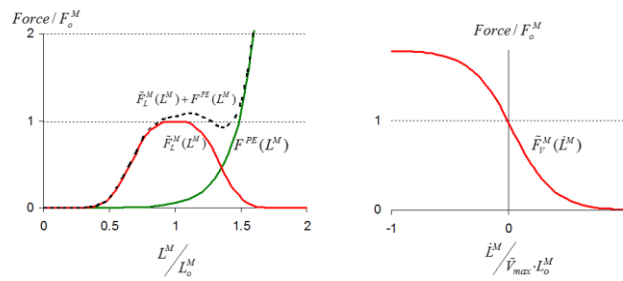 Force / F_o^M
2
F̃_L^M(L^M) + F^PE(L^M)
1
F̃_L^M(L^M)
F^PE(L^M)
0
0 0.5 1 1.5 2
L^M / L_o^M
Force / F_o^M
1
F̃_V^M(L̇^M)
0
-1 0
L̇^M / Ṽ_max · L_o^M